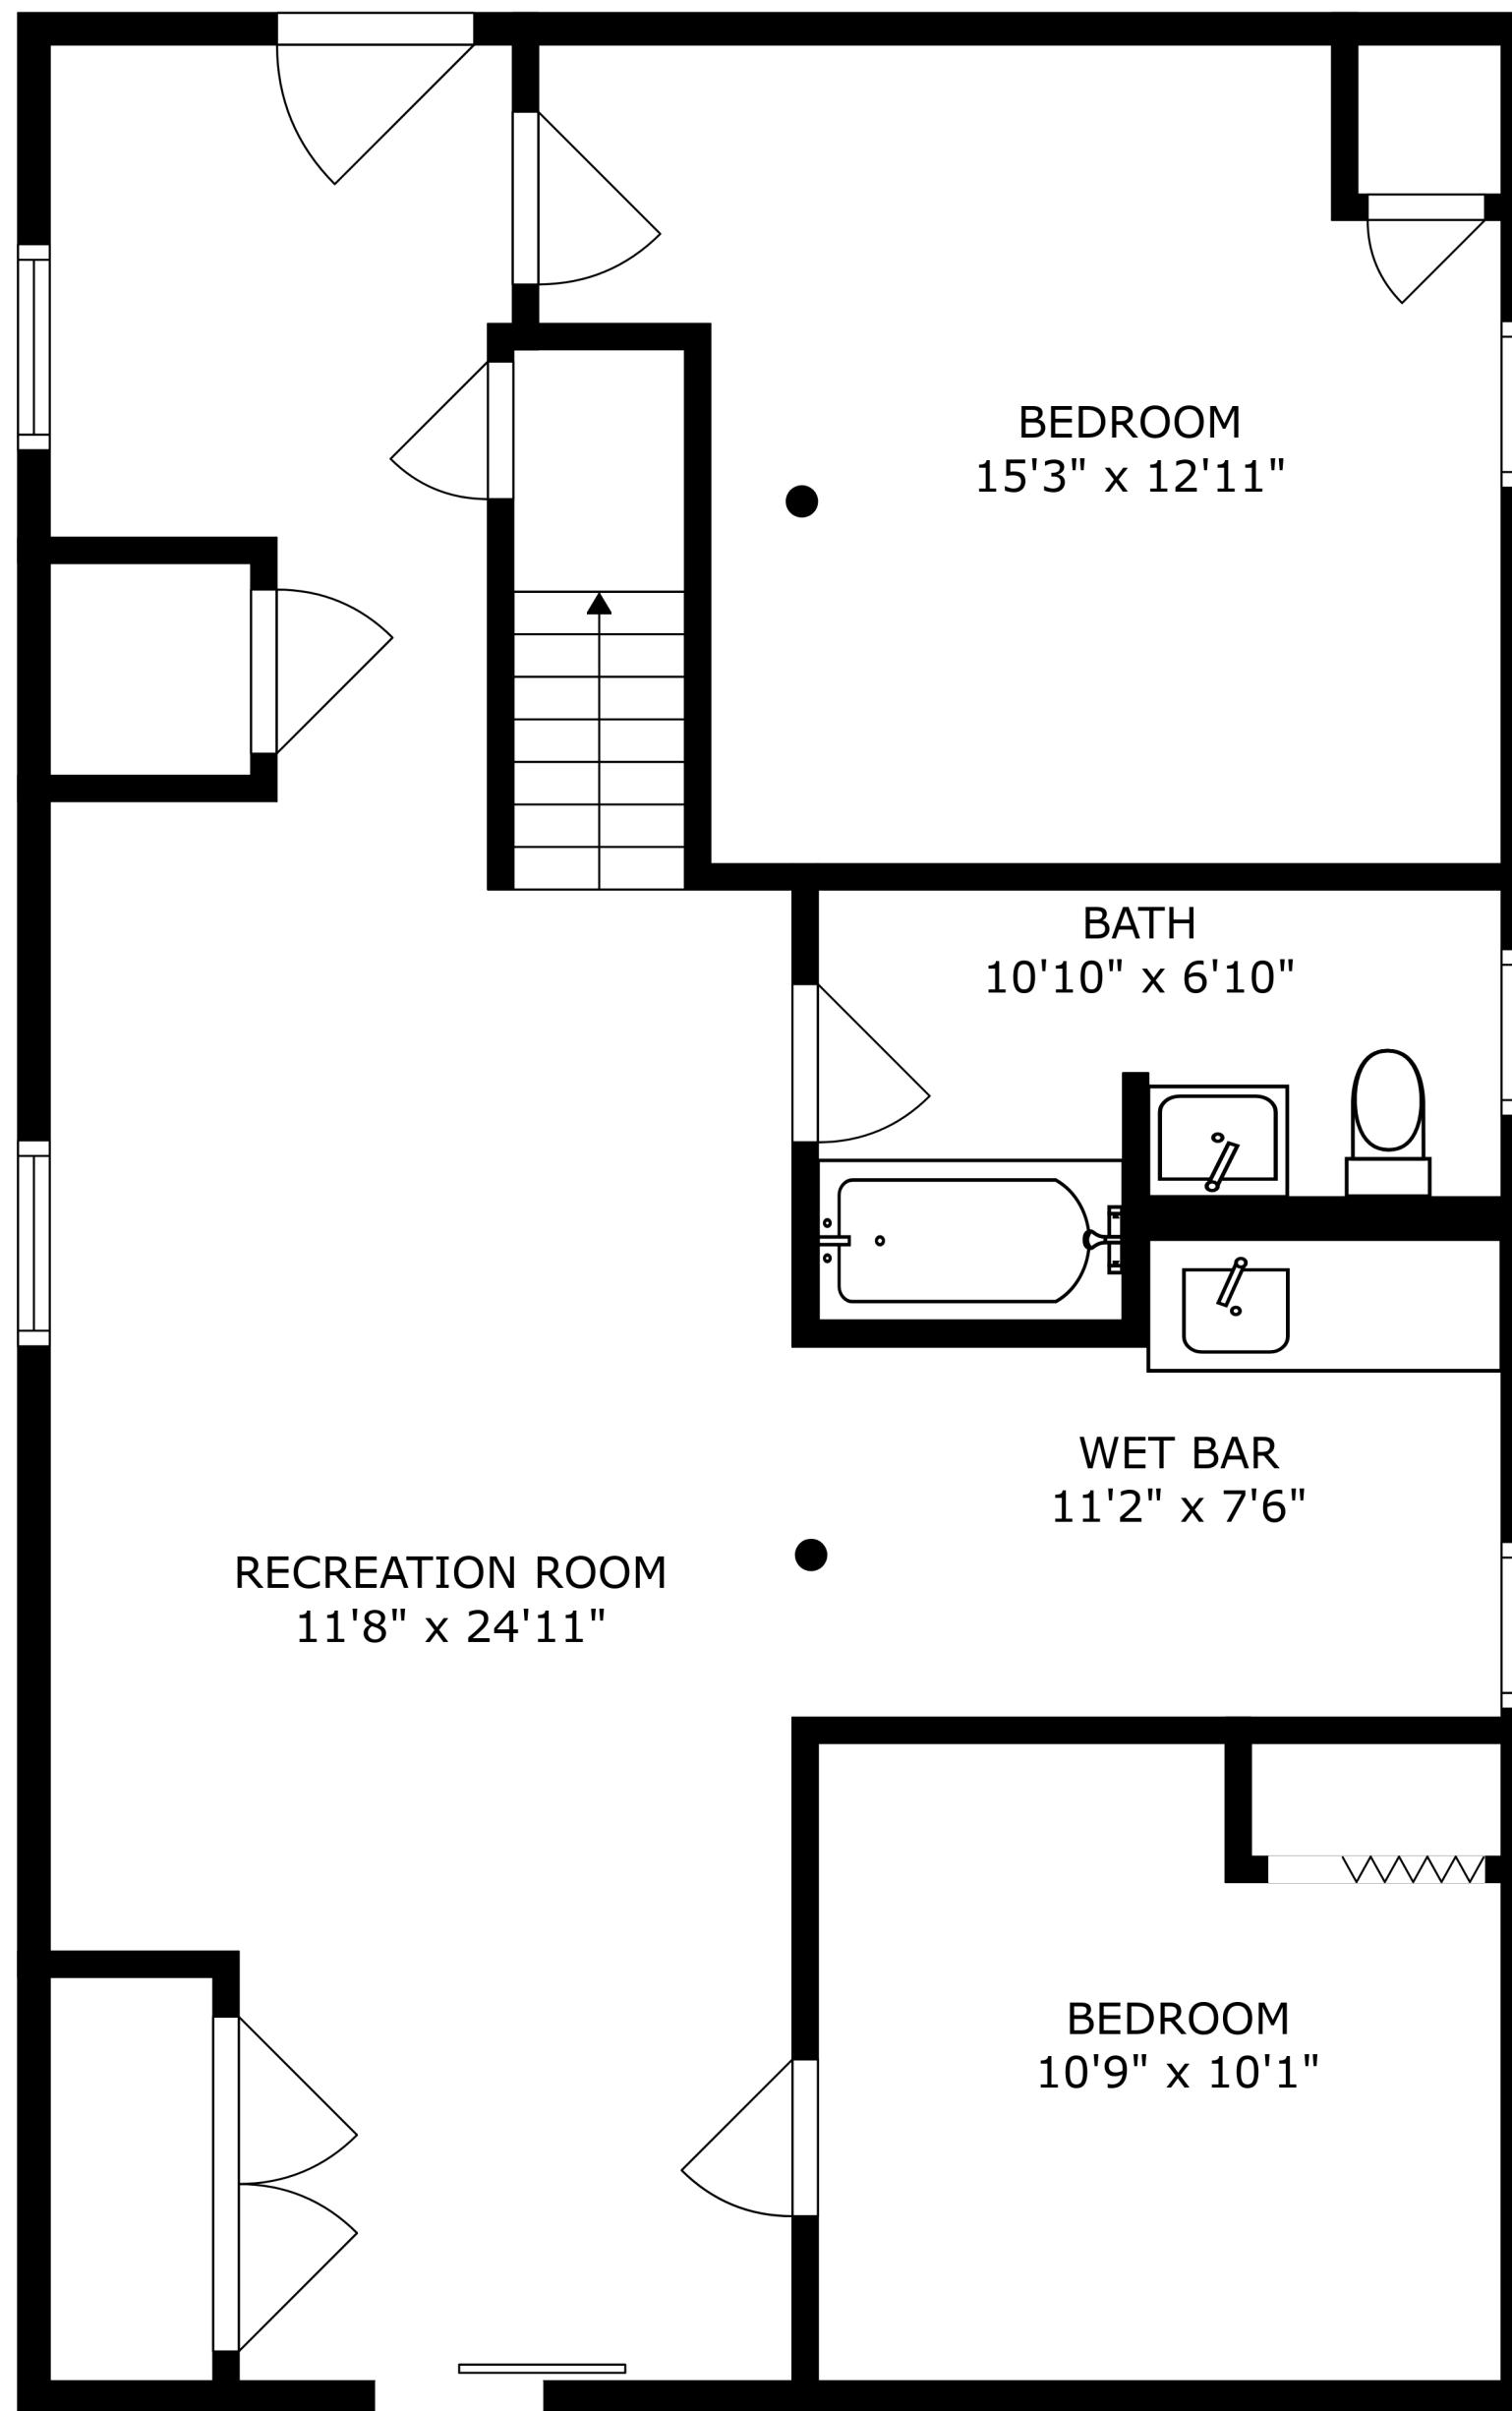 BEDROOM
15'3" x 12'11"
BATH
10'10" x 6'10"
WET BAR
11'2" x 7'6"
RECREATION ROOM
11'8" x 24'11"
BEDROOM
10'9" x 10'1"